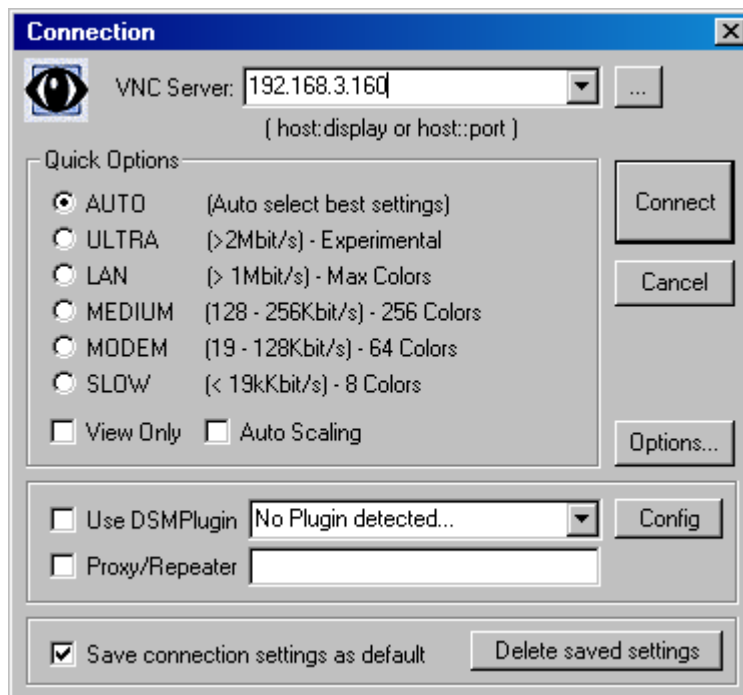 Connection
VNC Server: 192.168.3.160 ...
( host:display or host::port )
Quick Options
AUTO (Auto select best settings)
ULTRA (>2Mbit/s) - Experimental
LAN (> 1Mbit/s) - Max Colors
MEDIUM (128 - 256Kbit/s) - 256 Colors
MODEM (19 - 128Kbit/s) - 64 Colors
SLOW (< 19kKbit/s) - 8 Colors
View Only Auto Scaling
Connect
Cancel
Options...
Use DSMPlugin No Plugin detected... Config
Proxy/Repeater
Save connection settings as default Delete saved settings